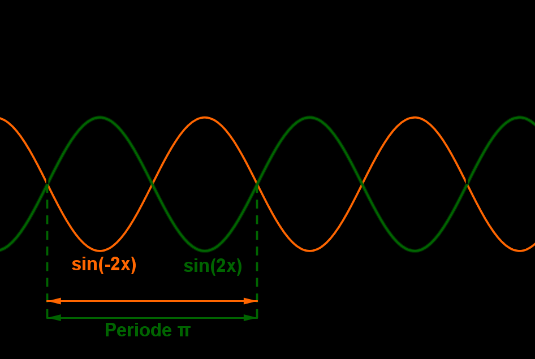 sin(-2x)
sin(2x)
Periode π